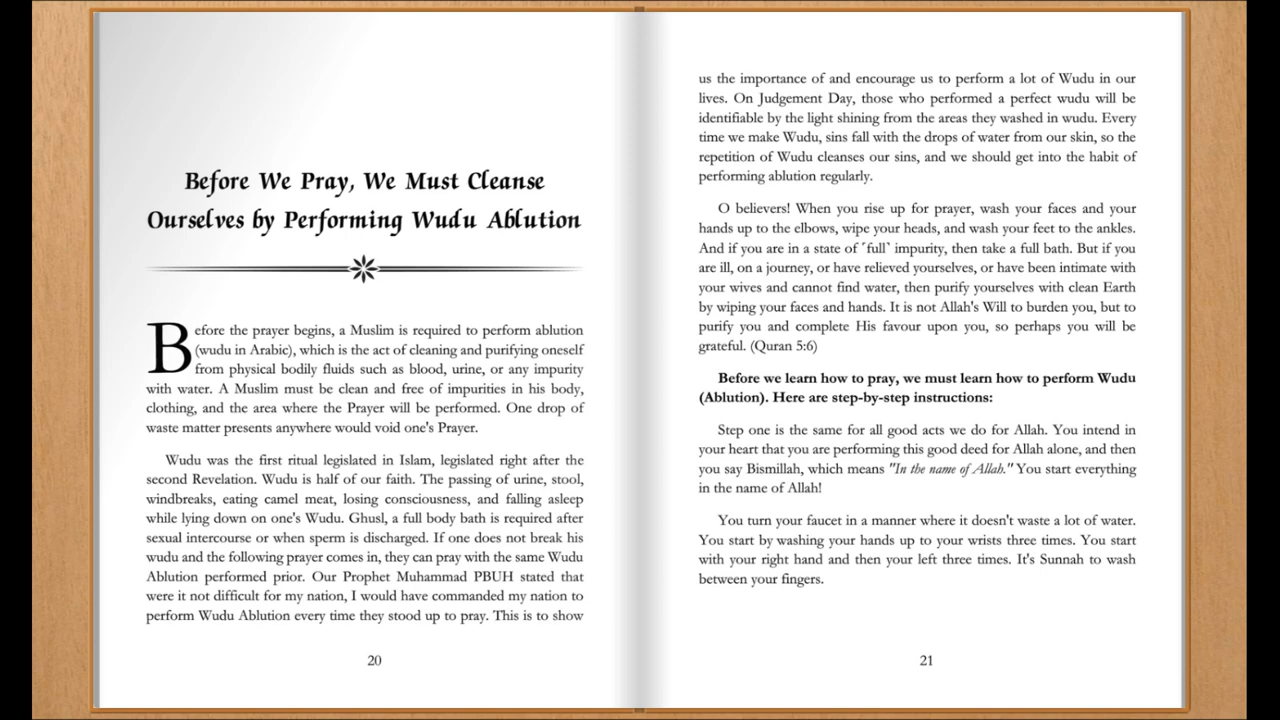 Before We Pray, We Must Cleanse
Ourselves by Performing Wudu Ablution
Before the prayer begins, a Muslim is required to perform ablution
(wudu in Arabic), which is the act of cleaning and purifying oneself
from physical bodily fluids such as blood, urine, or any impurity
with water. A Muslim must be clean and free of impurities in his body,
clothing, and the area where the Prayer will be performed. One drop of
waste matter presents anywhere would void one's Prayer.
Wudu was the first ritual legislated in Islam, legislated right after the
second Revelation. Wudu is half of our faith. The passing of urine, stool,
windbreaks, eating camel meat, losing consciousness, and falling asleep
while lying down on one's Wudu. Ghusl, a full body bath is required after
sexual intercourse or when sperm is discharged. If one does not break his
wudu and the following prayer comes in, they can pray with the same Wudu
Ablution performed prior. Our Prophet Muhammad PBUH stated that
were it not difficult for my nation, I would have commanded my nation to
perform Wudu Ablution every time they stood up to pray. This is to show
20
us the importance of and encourage us to perform a lot of Wudu in our
lives. On Judgement Day, those who performed a perfect wudu will be
identifiable by the light shining from the areas they washed in wudu. Every
time we make Wudu, sins fall with the drops of water from our skin, so the
repetition of Wudu cleanses our sins, and we should get into the habit of
performing ablution regularly.
O believers! When you rise up for prayer, wash your faces and your
hands up to the elbows, wipe your heads, and wash your feet to the ankles.
And if you are in a state of ˹full˺ impurity, then take a full bath. But if you
are ill, on a journey, or have relieved yourselves, or have been intimate with
your wives and cannot find water, then purify yourselves with clean Earth
by wiping your faces and hands. It is not Allah's Will to burden you, but to
purify you and complete His favour upon you, so perhaps you will be
grateful. (Quran 5:6)
Before we learn how to pray, we must learn how to perform Wudu
(Ablution). Here are step-by-step instructions:
Step one is the same for all good acts we do for Allah. You intend in
your heart that you are performing this good deed for Allah alone, and then
you say Bismillah, which means "In the name of Allah." You start everything
in the name of Allah!
You turn your faucet in a manner where it doesn't waste a lot of water.
You start by washing your hands up to your wrists three times. You start
with your right hand and then your left three times. It's Sunnah to wash
between your fingers.
21